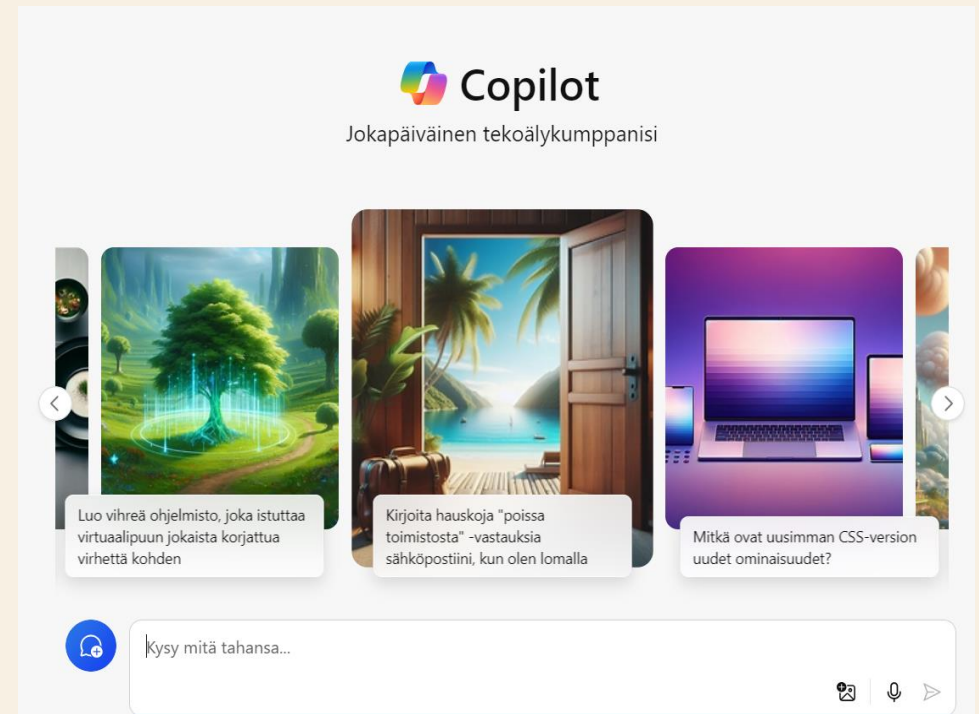 Copilot
Jokapäiväinen tekoälykumppanisi
Luo vihreä ohjelmisto, joka istuttaa
virtuaalipuun jokaista korjattua
virhettä kohden
Kirjoita hauskoja "poissa
toimistosta" -vastauksia
sähköpostiini, kun olen lomalla
Mitkä ovat uusimman CSS-version
uudet ominaisuudet?
Kysy mitä tahansa...